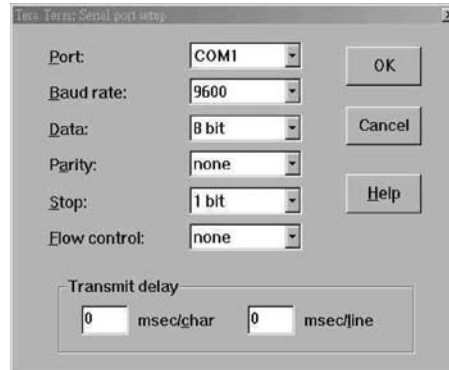 Tera Term: Serial port setup
Port: COM1
OK
Baud rate: 9600
Data: 8 bit
Cancel
Parity: none
Stop: 1 bit
Help
Flow control: none
Transmit delay
0 msec/char 0 msec/line